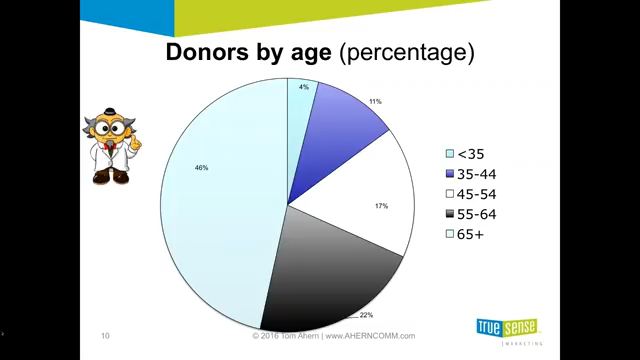 Donors by age (percentage)
4%
11%
46%
17%
22%
<35
35-44
45-54
55-64
65+
10
© 2016 Tom Ahern | www.AHERNCOMM.com
TRUE SENSE
| MARKETING